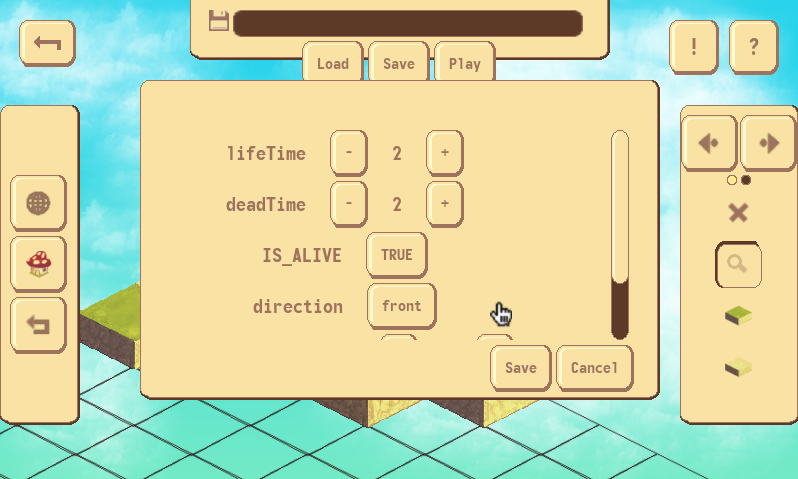 ! ?
Load Save Play
lifeTime - 2 +
deadTime - 2 +
IS_ALIVE TRUE
direction front
Save Cancel